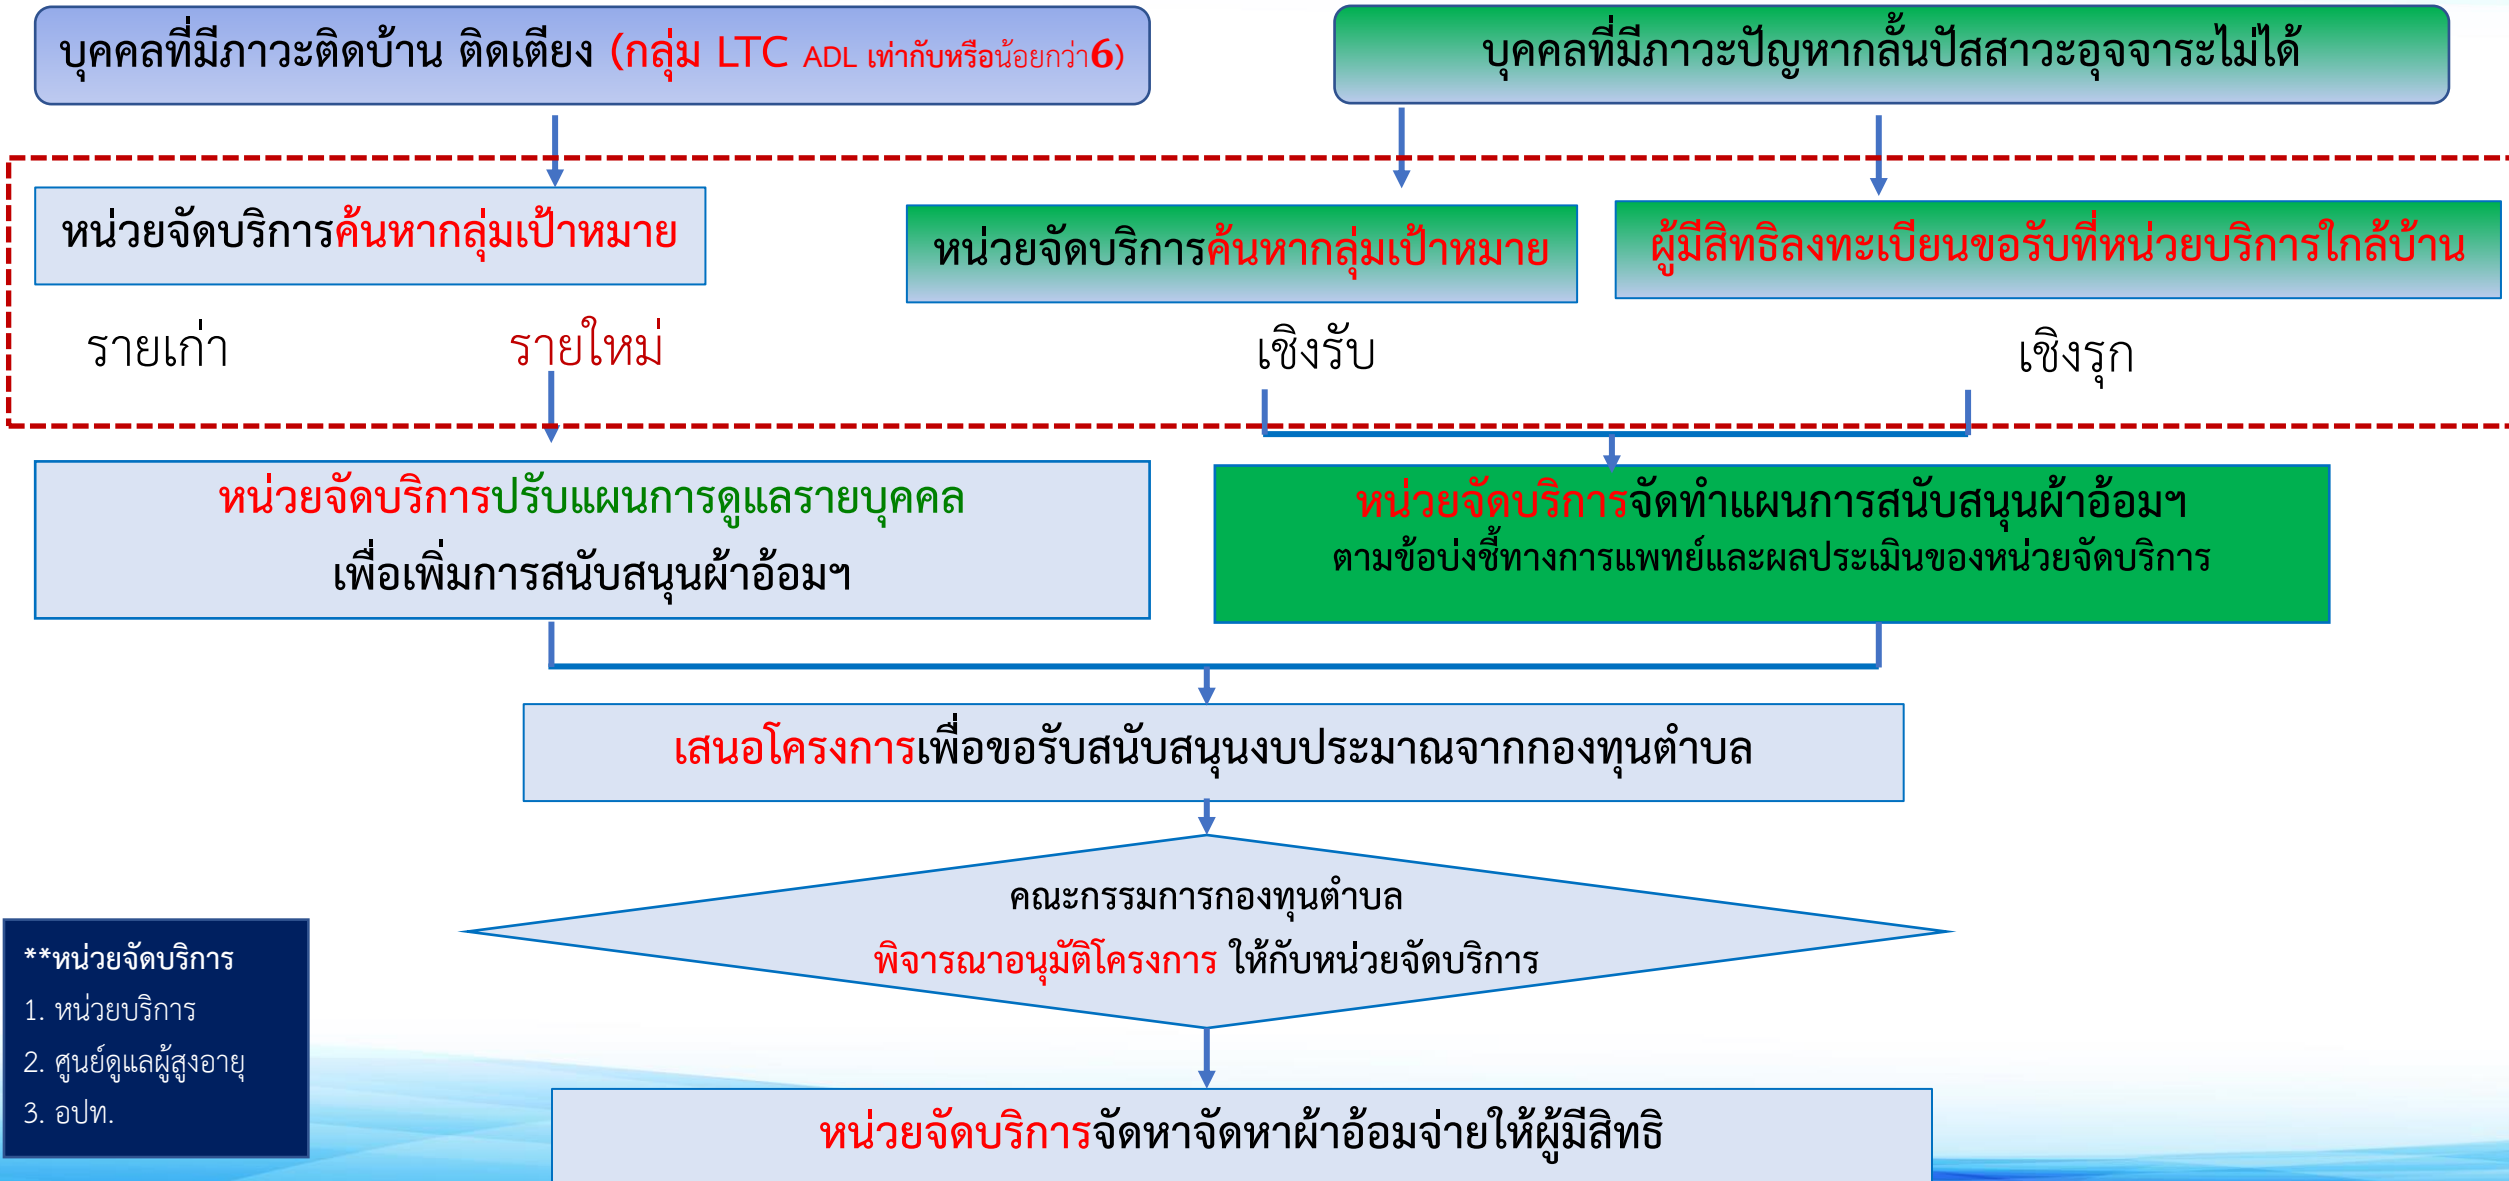 บุคคลที่มีภาวะติดบ้าน ติดเตียง (กลุ่ม LTC ADL เท่ากับหรือน้อยกว่า6)
บุคคลที่มีภาวะปัญหากลั้นปัสสาวะอุจจาระไม่ได้
หน่วยจัดบริการค้นหากลุ่มเป้าหมาย
หน่วยจัดบริการค้นหากลุ่มเป้าหมาย
ผู้มีสิทธิลงทะเบียนขอรับที่หน่วยบริการใกล้บ้าน
รายเก่า
รายใหม่
เชิงรับ
เชิงรุก
หน่วยจัดบริการปรับแผนการดูแลรายบุคคล
เพื่อเพิ่มการสนับสนุนผ้าอ้อมฯ
หน่วยจัดบริการจัดทำแผนการสนับสนุนผ้าอ้อมฯ
ตามข้อบ่งชี้ทางการแพทย์และผลประเมินของหน่วยจัดบริการ
เสนอโครงการเพื่อขอรับสนับสนุนงบประมาณจากกองทุนตำบล
คณะกรรมการกองทุนตำบล
พิจารณาอนุมัติโครงการ ให้กับหน่วยจัดบริการ
**หน่วยจัดบริการ
1. หน่วยบริการ
2. ศูนย์ดูแลผู้สูงอายุ
3. อปท.
หน่วยจัดบริการจัดหาจัดหาผ้าอ้อมจ่ายให้ผู้มีสิทธิ